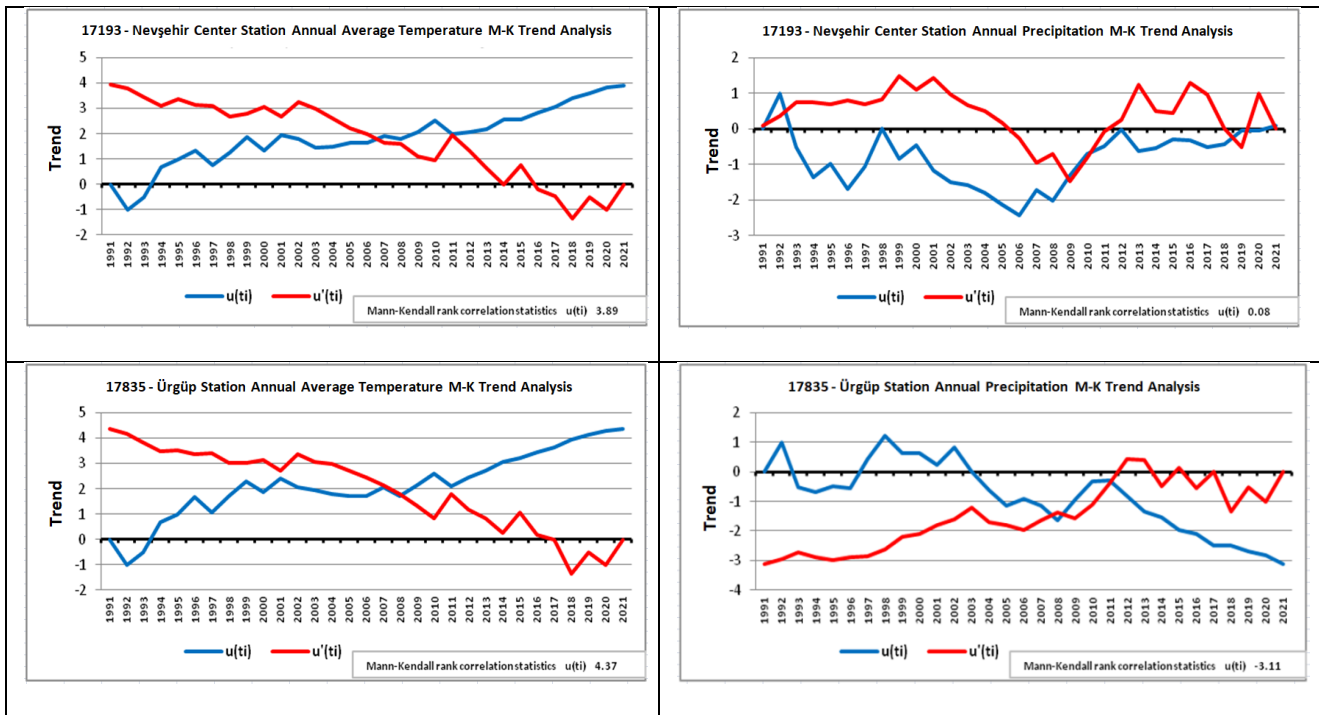 17193 - Nevşehir Center Station Annual Average Temperature M-K Trend Analysis
5
4
3
2
1
0
-1
-2
Trend
1991 1992 1993 1994 1995 1996 1997 1998 1999 2000 2001 2002 2003 2004 2005 2006 2007 2008 2009 2010 2011 2012 2013 2014 2015 2016 2017 2018 2019 2020 2021
u(ti) u'(ti)
Mann-Kendall rank correlation statistics u(ti) 3.89
17193 - Nevşehir Center Station Annual Precipitation M-K Trend Analysis
2
1
0
-1
-2
-3
Trend
1991 1992 1993 1994 1995 1996 1997 1998 1999 2000 2001 2002 2003 2004 2005 2006 2007 2008 2009 2010 2011 2012 2013 2014 2015 2016 2017 2018 2019 2020 2021
u(ti) u'(ti)
Mann-Kendall rank correlation statistics u(ti) 0.08
17835 - Ürgüp Station Annual Average Temperature M-K Trend Analysis
5
4
3
2
1
0
-1
-2
Trend
1991 1992 1993 1994 1995 1996 1997 1998 1999 2000 2001 2002 2003 2004 2005 2006 2007 2008 2009 2010 2011 2012 2013 2014 2015 2016 2017 2018 2019 2020 2021
u(ti) u'(ti)
Mann-Kendall rank correlation statistics u(ti) 4.37
17835 - Ürgüp Station Annual Precipitation M-K Trend Analysis
2
1
0
-1
-2
-3
-4
Trend
1991 1992 1993 1994 1995 1996 1997 1998 1999 2000 2001 2002 2003 2004 2005 2006 2007 2008 2009 2010 2011 2012 2013 2014 2015 2016 2017 2018 2019 2020 2021
u(ti) u'(ti)
Mann-Kendall rank correlation statistics u(ti) -3.11